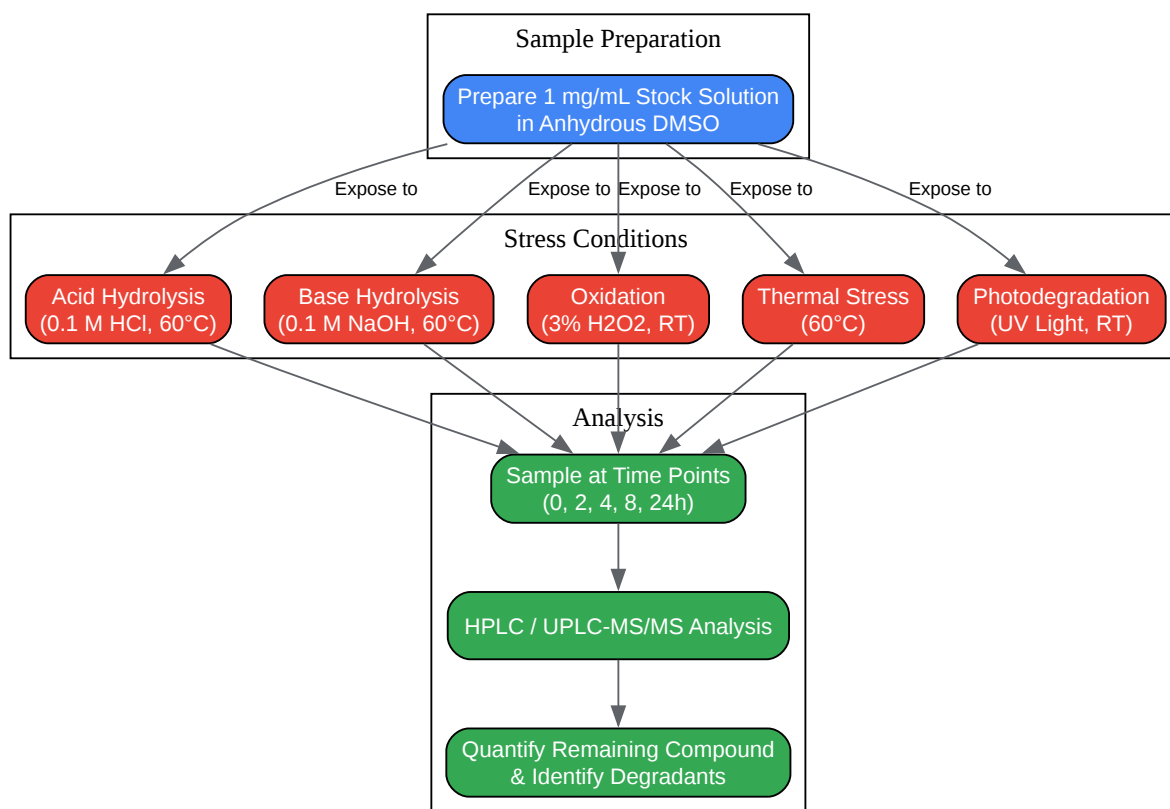 Sample Preparation
Prepare 1 mg/mL Stock Solution
in Anhydrous DMSO
Expose to
Expose to
Expose to
Expose to
Expose to
Stress Conditions
Acid Hydrolysis
(0.1 M HCl, 60°C)
Base Hydrolysis
(0.1 M NaOH, 60°C)
Oxidation
(3% H2O2, RT)
Thermal Stress
(60°C)
Photodegradation
(UV Light, RT)
Analysis
Sample at Time Points
(0, 2, 4, 8, 24h)
HPLC / UPLC-MS/MS Analysis
Quantify Remaining Compound
& Identify Degradants